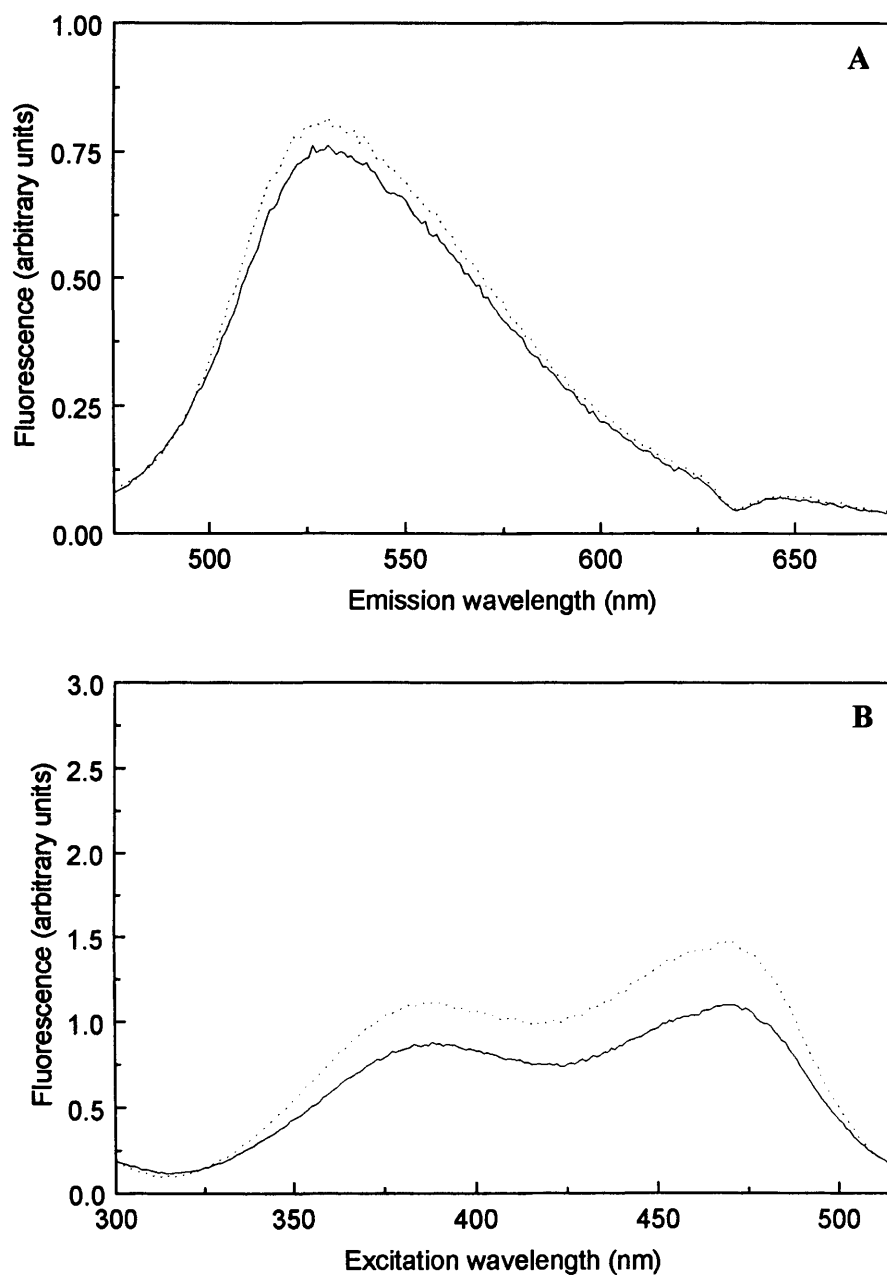 A
1.00
0.75
0.50
0.25
0.00
Fluorescence (arbitrary units)
500 550 600 650
Emission wavelength (nm)
B
3.0
2.5
2.0
1.5
1.0
0.5
0.0
Fluorescence (arbitrary units)
300 350 400 450 500
Excitation wavelength (nm)